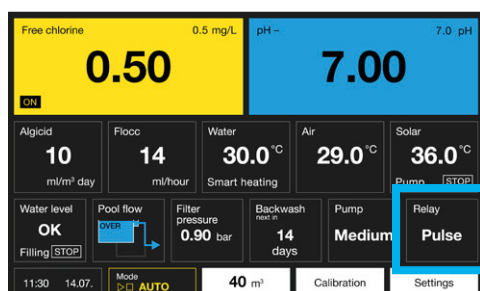 Free chlorine 0.5 mg/L pH – 7.0 pH
0.50 7.00
ON
Algicid Flocc Water Air Solar
10 14 30.0 °C 29.0 °C 36.0 °C
ml/m³ day ml/hour Smart heating Pump STOP
Water level Pool flow Filter pressure Backwash next in Pump Relay
OK OVER 0.90 bar 14 days Medium Pulse
Filling STOP
11:30 14.07. Mode AUTO 40 m³ Calibration Settings